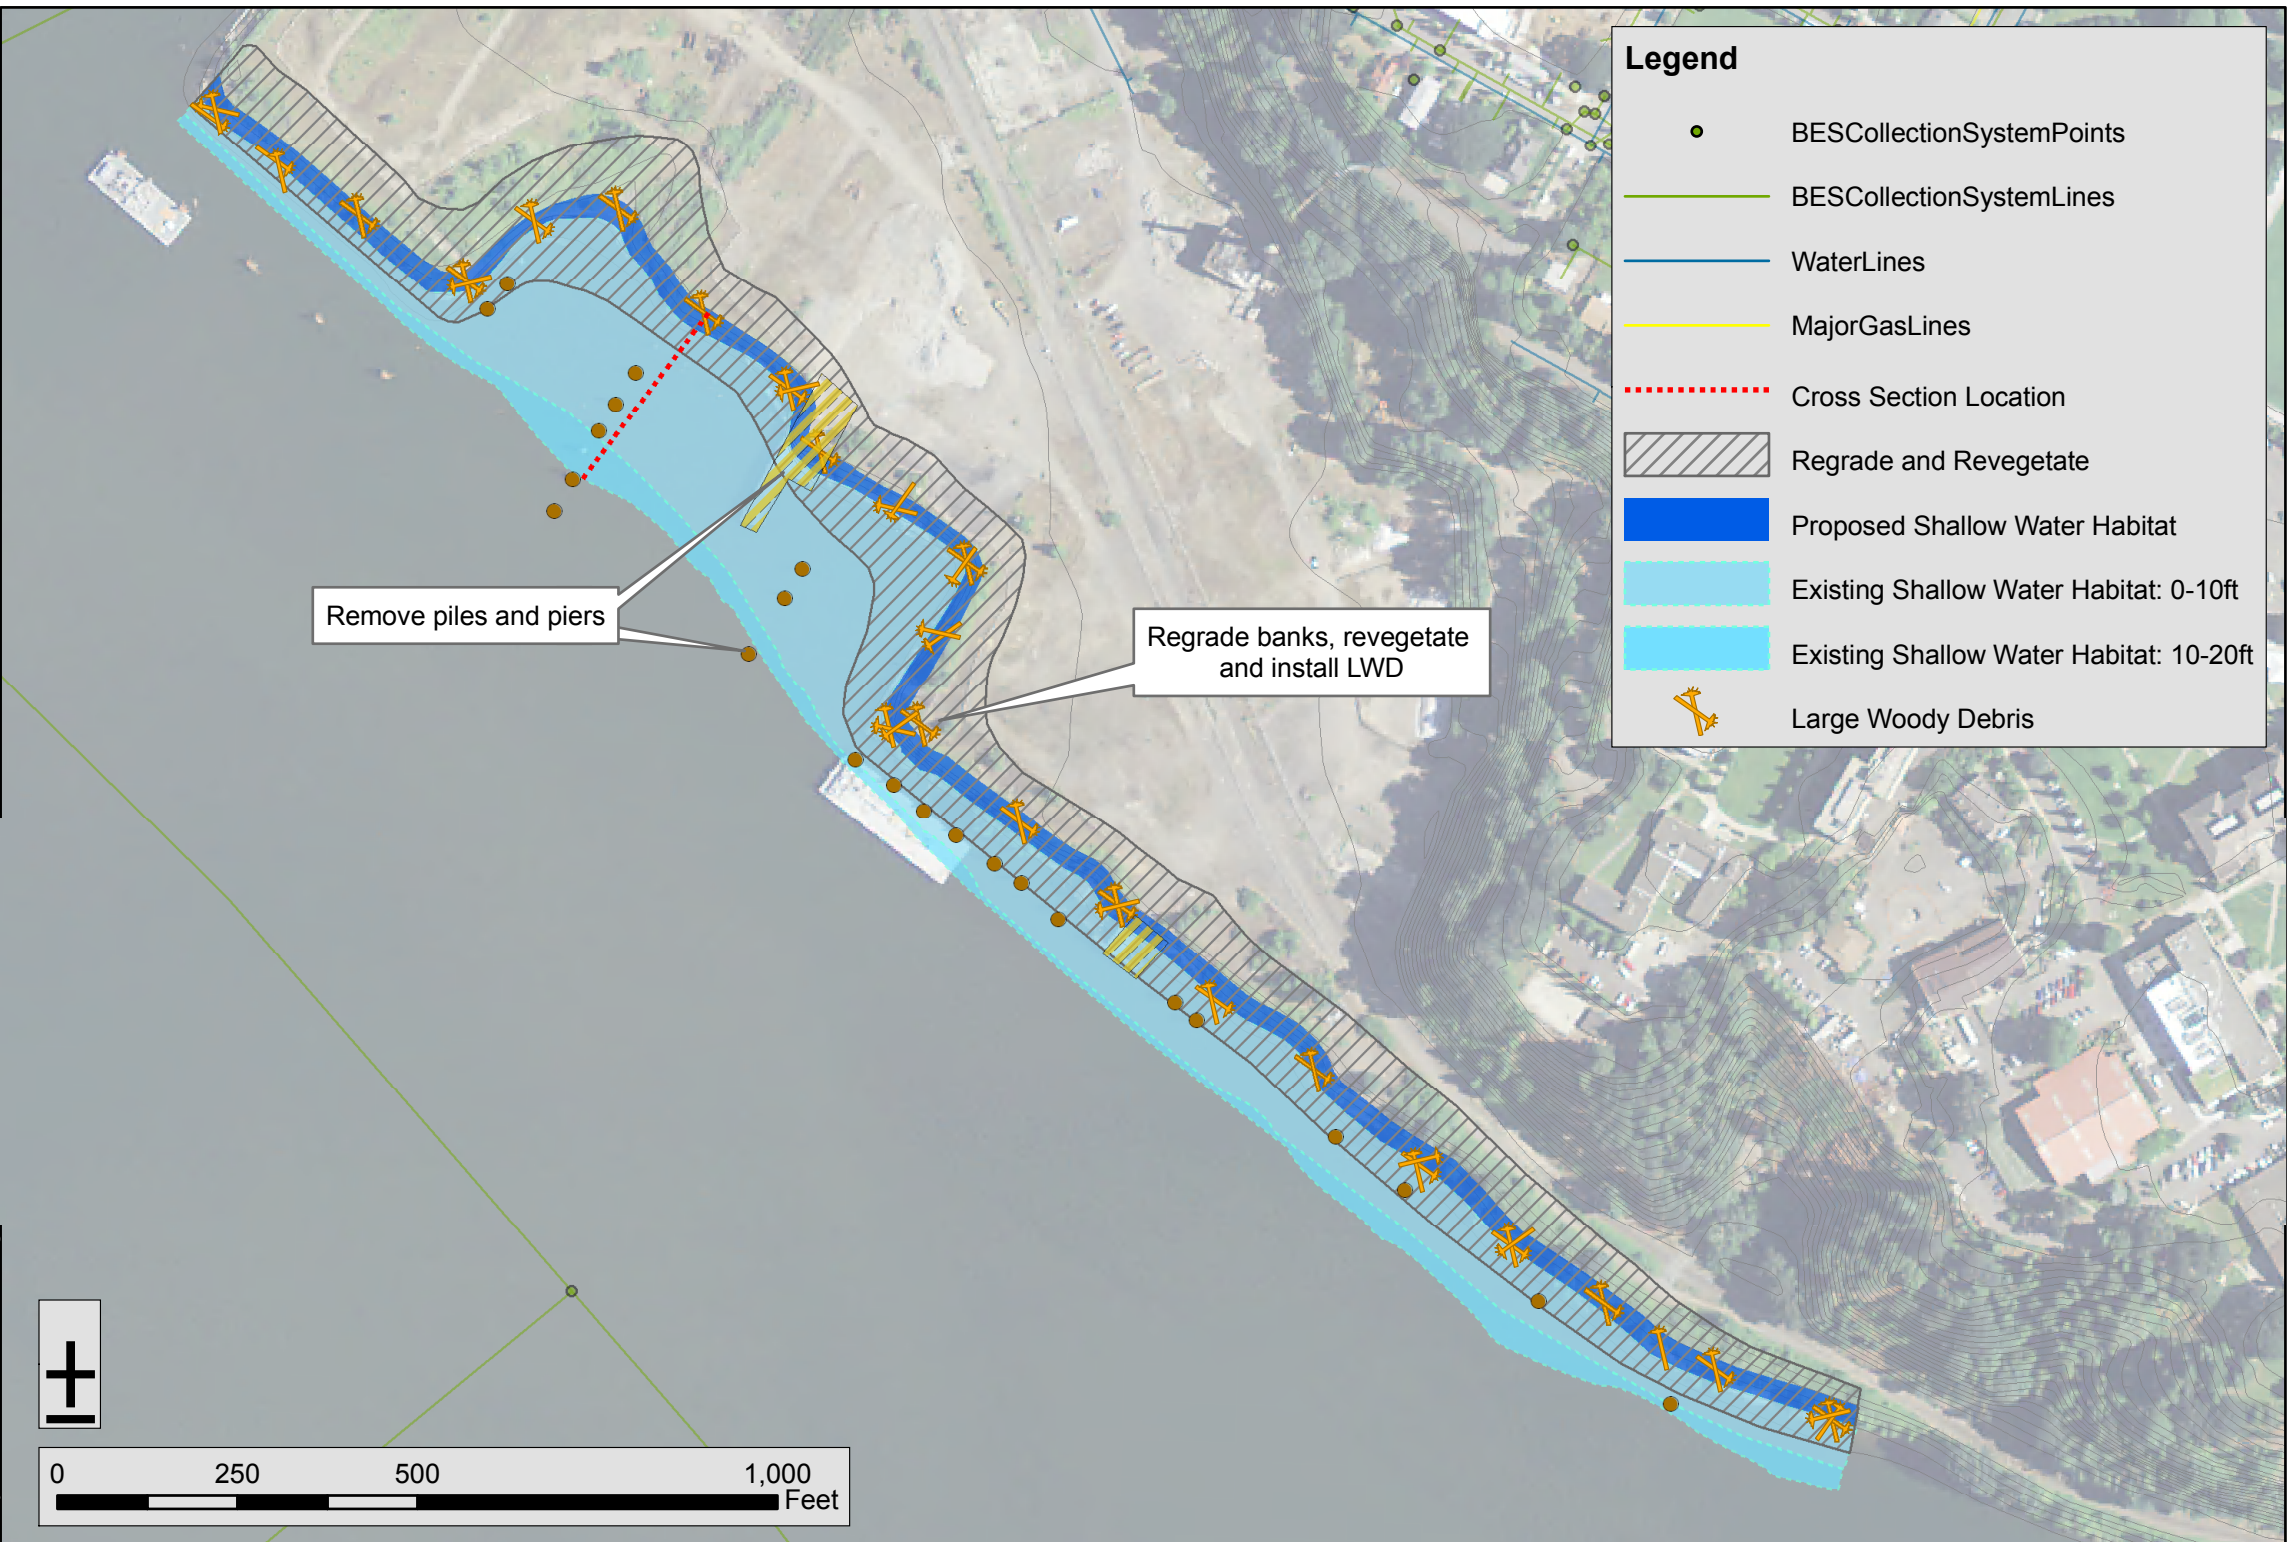 Legend
BESCollectionSystemPoints
BESCollectionSystemLines
WaterLines
MajorGasLines
Cross Section Location
Regrade and Revegetate
Proposed Shallow Water Habitat
Existing Shallow Water Habitat: 0-10ft
Existing Shallow Water Habitat: 10-20ft
Large Woody Debris
Remove piles and piers
Regrade banks, revegetate
and install LWD
0 250 500 1,000
Feet